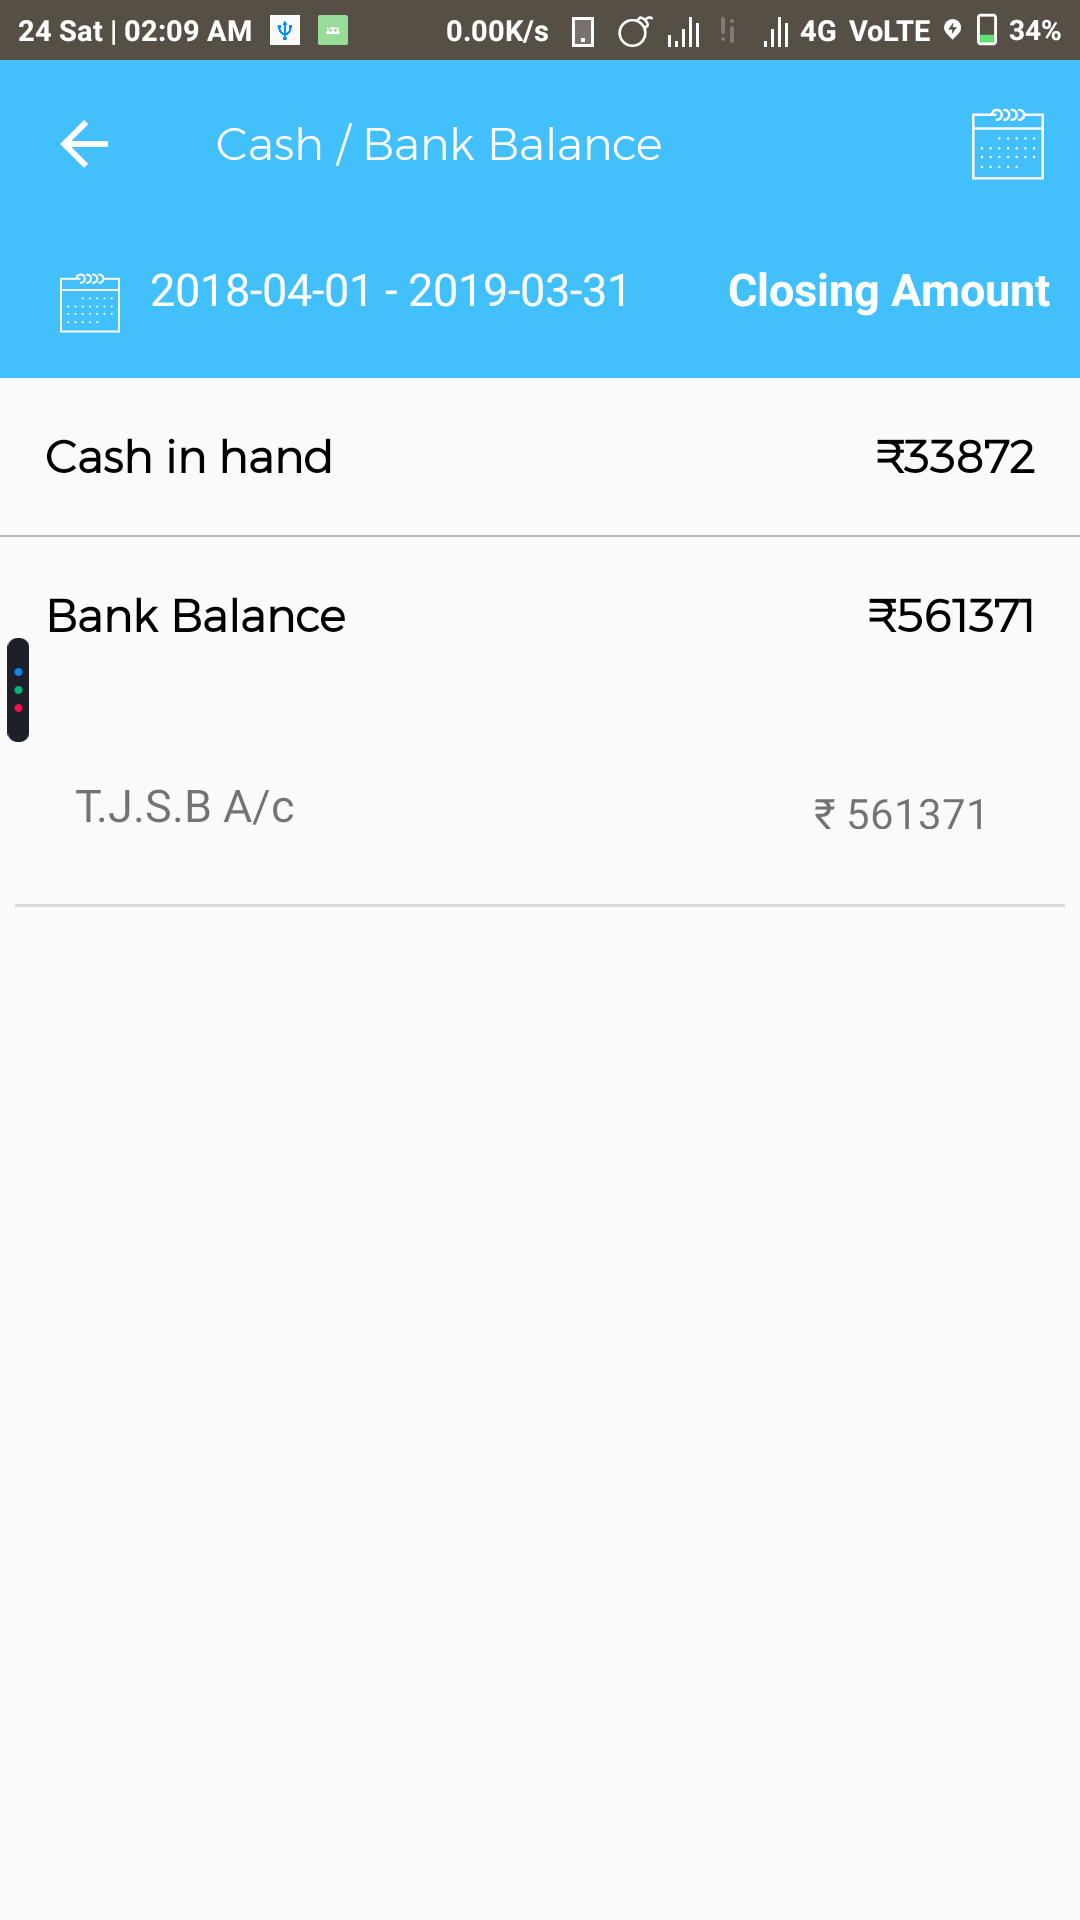 24 Sat | 02:09 AM 0.00K/s 4G VoLTE 34%
Cash / Bank Balance
2018-04-01 - 2019-03-31 Closing Amount
Cash in hand ₹33872
Bank Balance ₹561371
T.J.S.B A/c ₹ 561371